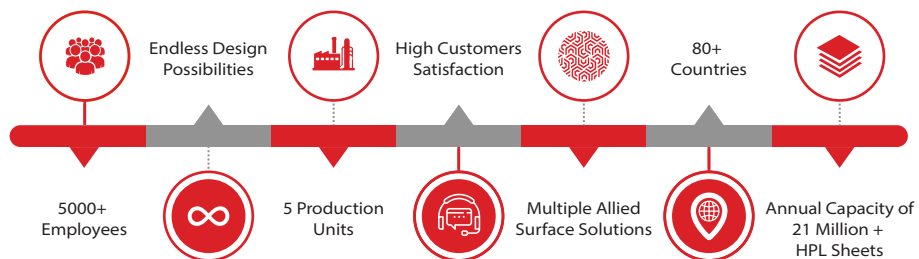 Endless Design
Possibilities
High Customers
Satisfaction
80+
Countries
5000+
Employees
5 Production
Units
Multiple Allied
Surface Solutions
Annual Capacity of
21 Million +
HPL Sheets